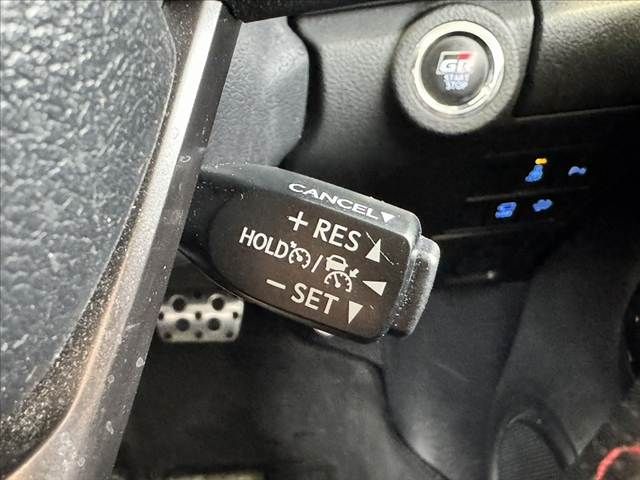 GR
START
STOP
CANCEL▼
+ RES ▲
HOLD / ◀
− SET ▼